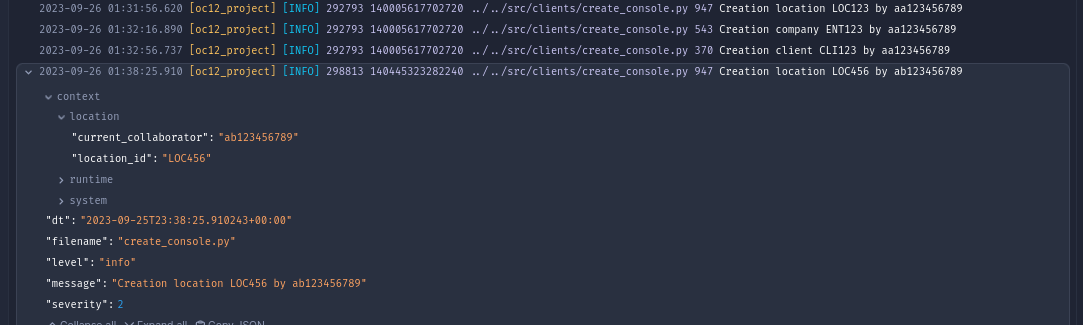 2023-09-26 01:31:56.620 [oc12_project] [INFO] 292793 140005617702720 ../../src/clients/create_console.py 947 Creation location LOC123 by aa123456789
2023-09-26 01:32:16.890 [oc12_project] [INFO] 292793 140005617702720 ../../src/clients/create_console.py 543 Creation company ENT123 by aa123456789
2023-09-26 01:32:56.737 [oc12_project] [INFO] 292793 140005617702720 ../../src/clients/create_console.py 370 Creation client CLI123 by aa123456789
2023-09-26 01:38:25.910 [oc12_project] [INFO] 298813 140445323282240 ../../src/clients/create_console.py 947 Creation location LOC456 by ab123456789
context
location
"current_collaborator": "ab123456789"
"location_id": "LOC456"
runtime
system
"dt": "2023-09-25T23:38:25.910243+00:00"
"filename": "create_console.py"
"level": "info"
"message": "Creation location LOC456 by ab123456789"
"severity": 2
Collapse all Expand all Copy JSON